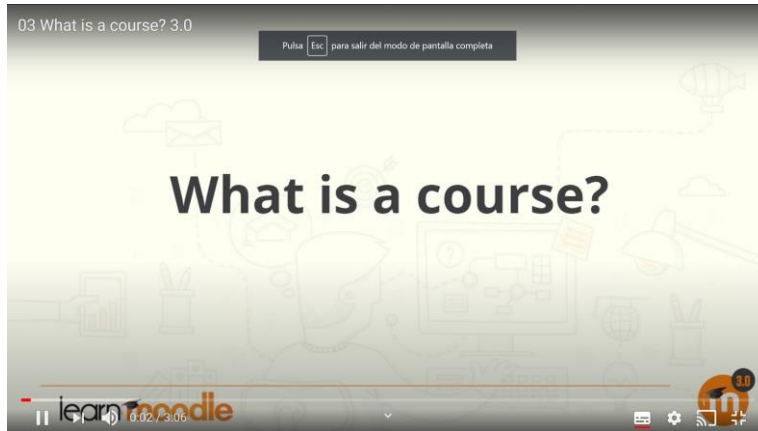 03 What is a course? 3.0
Pulsa Esc para salir del modo de pantalla completa
What is a course?
3.0
learn moodle
m
0:02 / 3:06